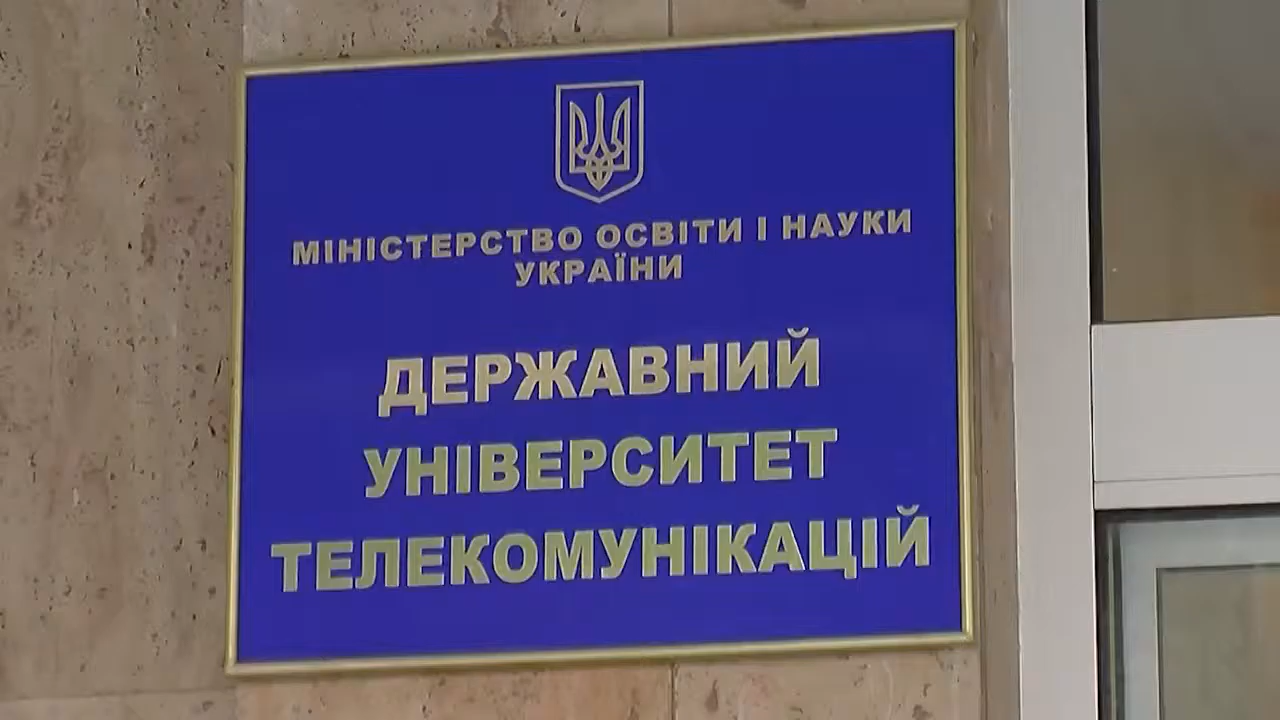 МІНІСТЕРСТВО ОСВІТИ І НАУКИ
УКРАЇНИ
ДЕРЖАВНИЙ
УНІВЕРСИТЕТ
ТЕЛЕКОМУНІКАЦІЙ